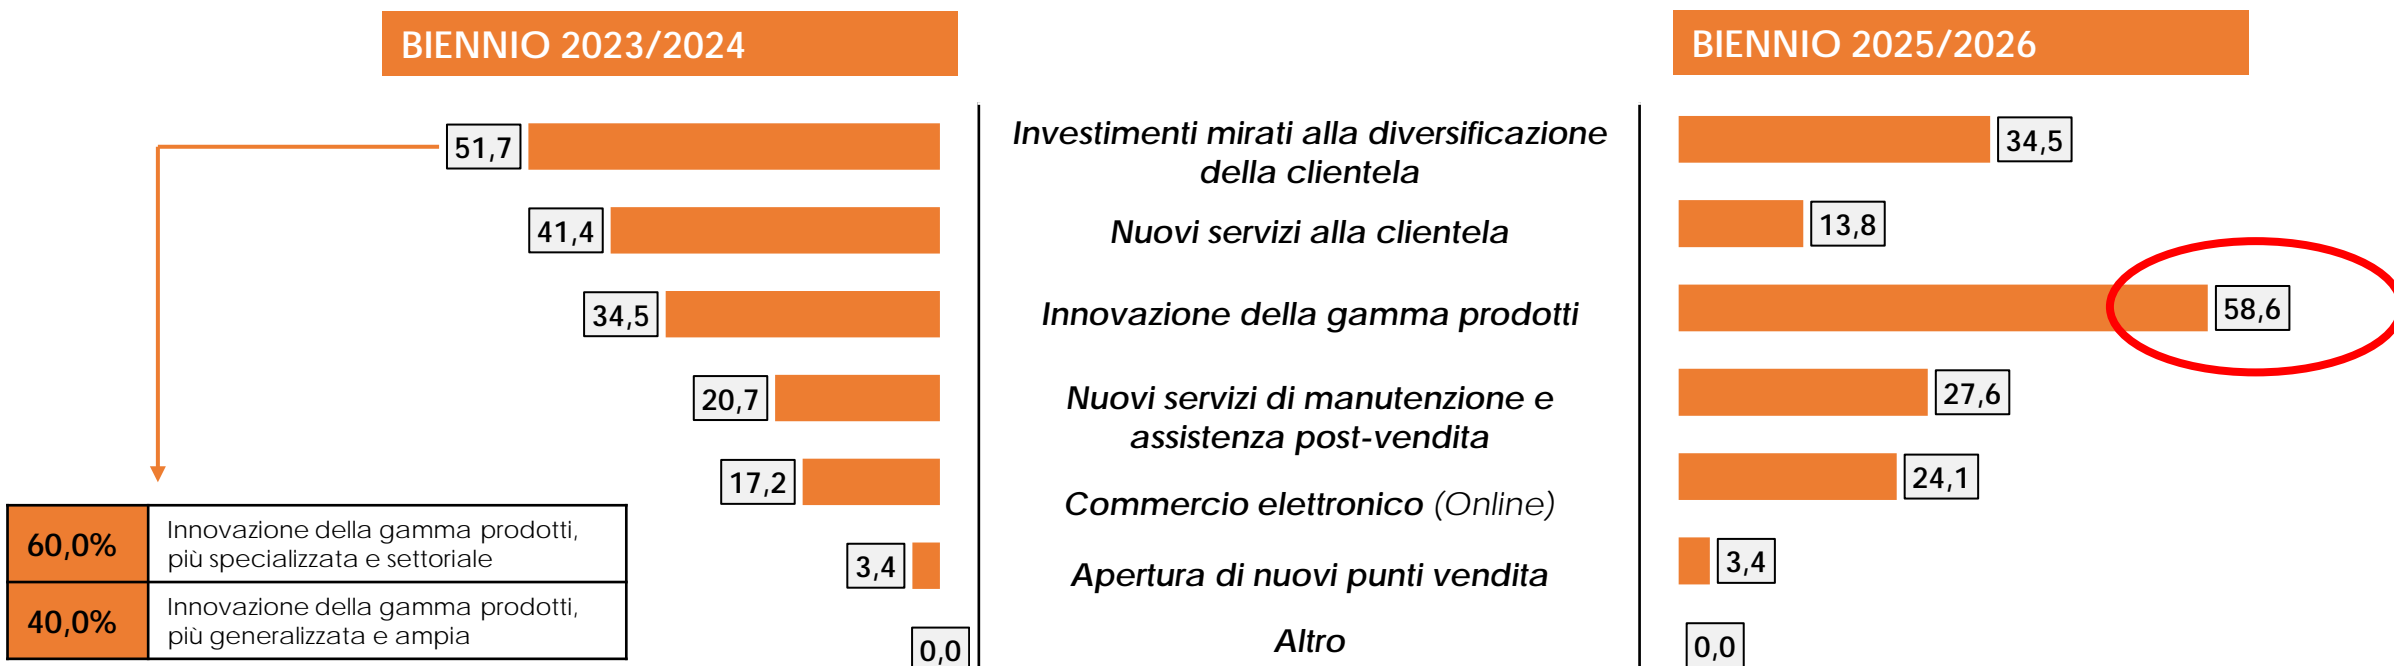 BIENNIO 2023/2024
BIENNIO 2025/2026
51,7
Investimenti mirati alla diversificazione
della clientela
34,5
41,4
Nuovi servizi alla clientela
13,8
34,5
Innovazione della gamma prodotti
58,6
20,7
Nuovi servizi di manutenzione e
assistenza post-vendita
27,6
17,2
Commercio elettronico (Online)
24,1
3,4
Apertura di nuovi punti vendita
3,4
0,0
Altro
0,0
60,0%
Innovazione della gamma prodotti,
più specializzata e settoriale
40,0%
Innovazione della gamma prodotti,
più generalizzata e ampia